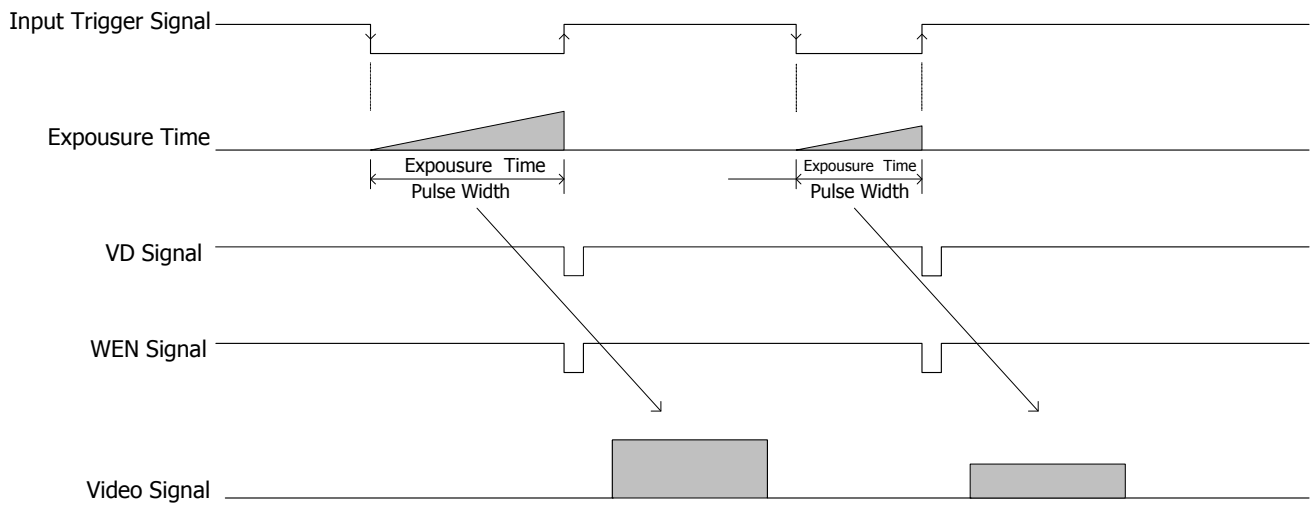 Input Trigger Signal
Expousure Time
Expousure Time
Pulse Width
Expousure Time
Pulse Width
VD Signal
WEN Signal
Video Signal